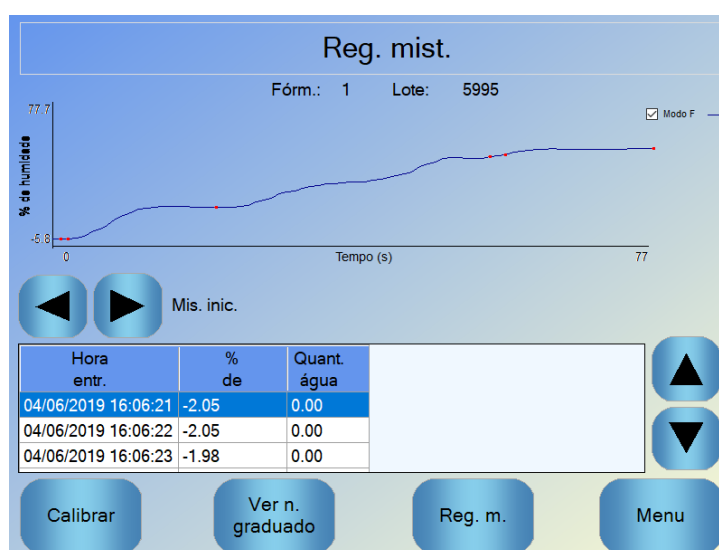 Reg. mist.
Fórm.: 1 Lote: 5995
77.7
Modo F
% de humidade
-5.8
0
Tempo (s)
77
Mis. inic.
Hora entr. % de Quant. água
04/06/2019 16:06:21 -2.05 0.00
04/06/2019 16:06:22 -2.05 0.00
04/06/2019 16:06:23 -1.98 0.00
Calibrar
Ver n.
graduado
Reg. m.
Menu